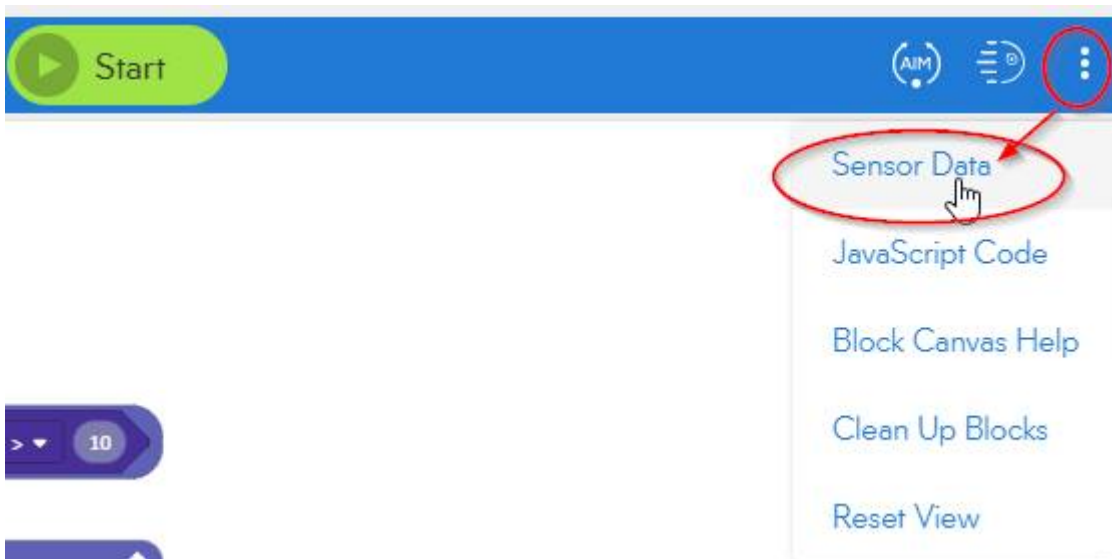 Start
AIM
Sensor Data
JavaScript Code
Block Canvas Help
> 10
Clean Up Blocks
Reset View